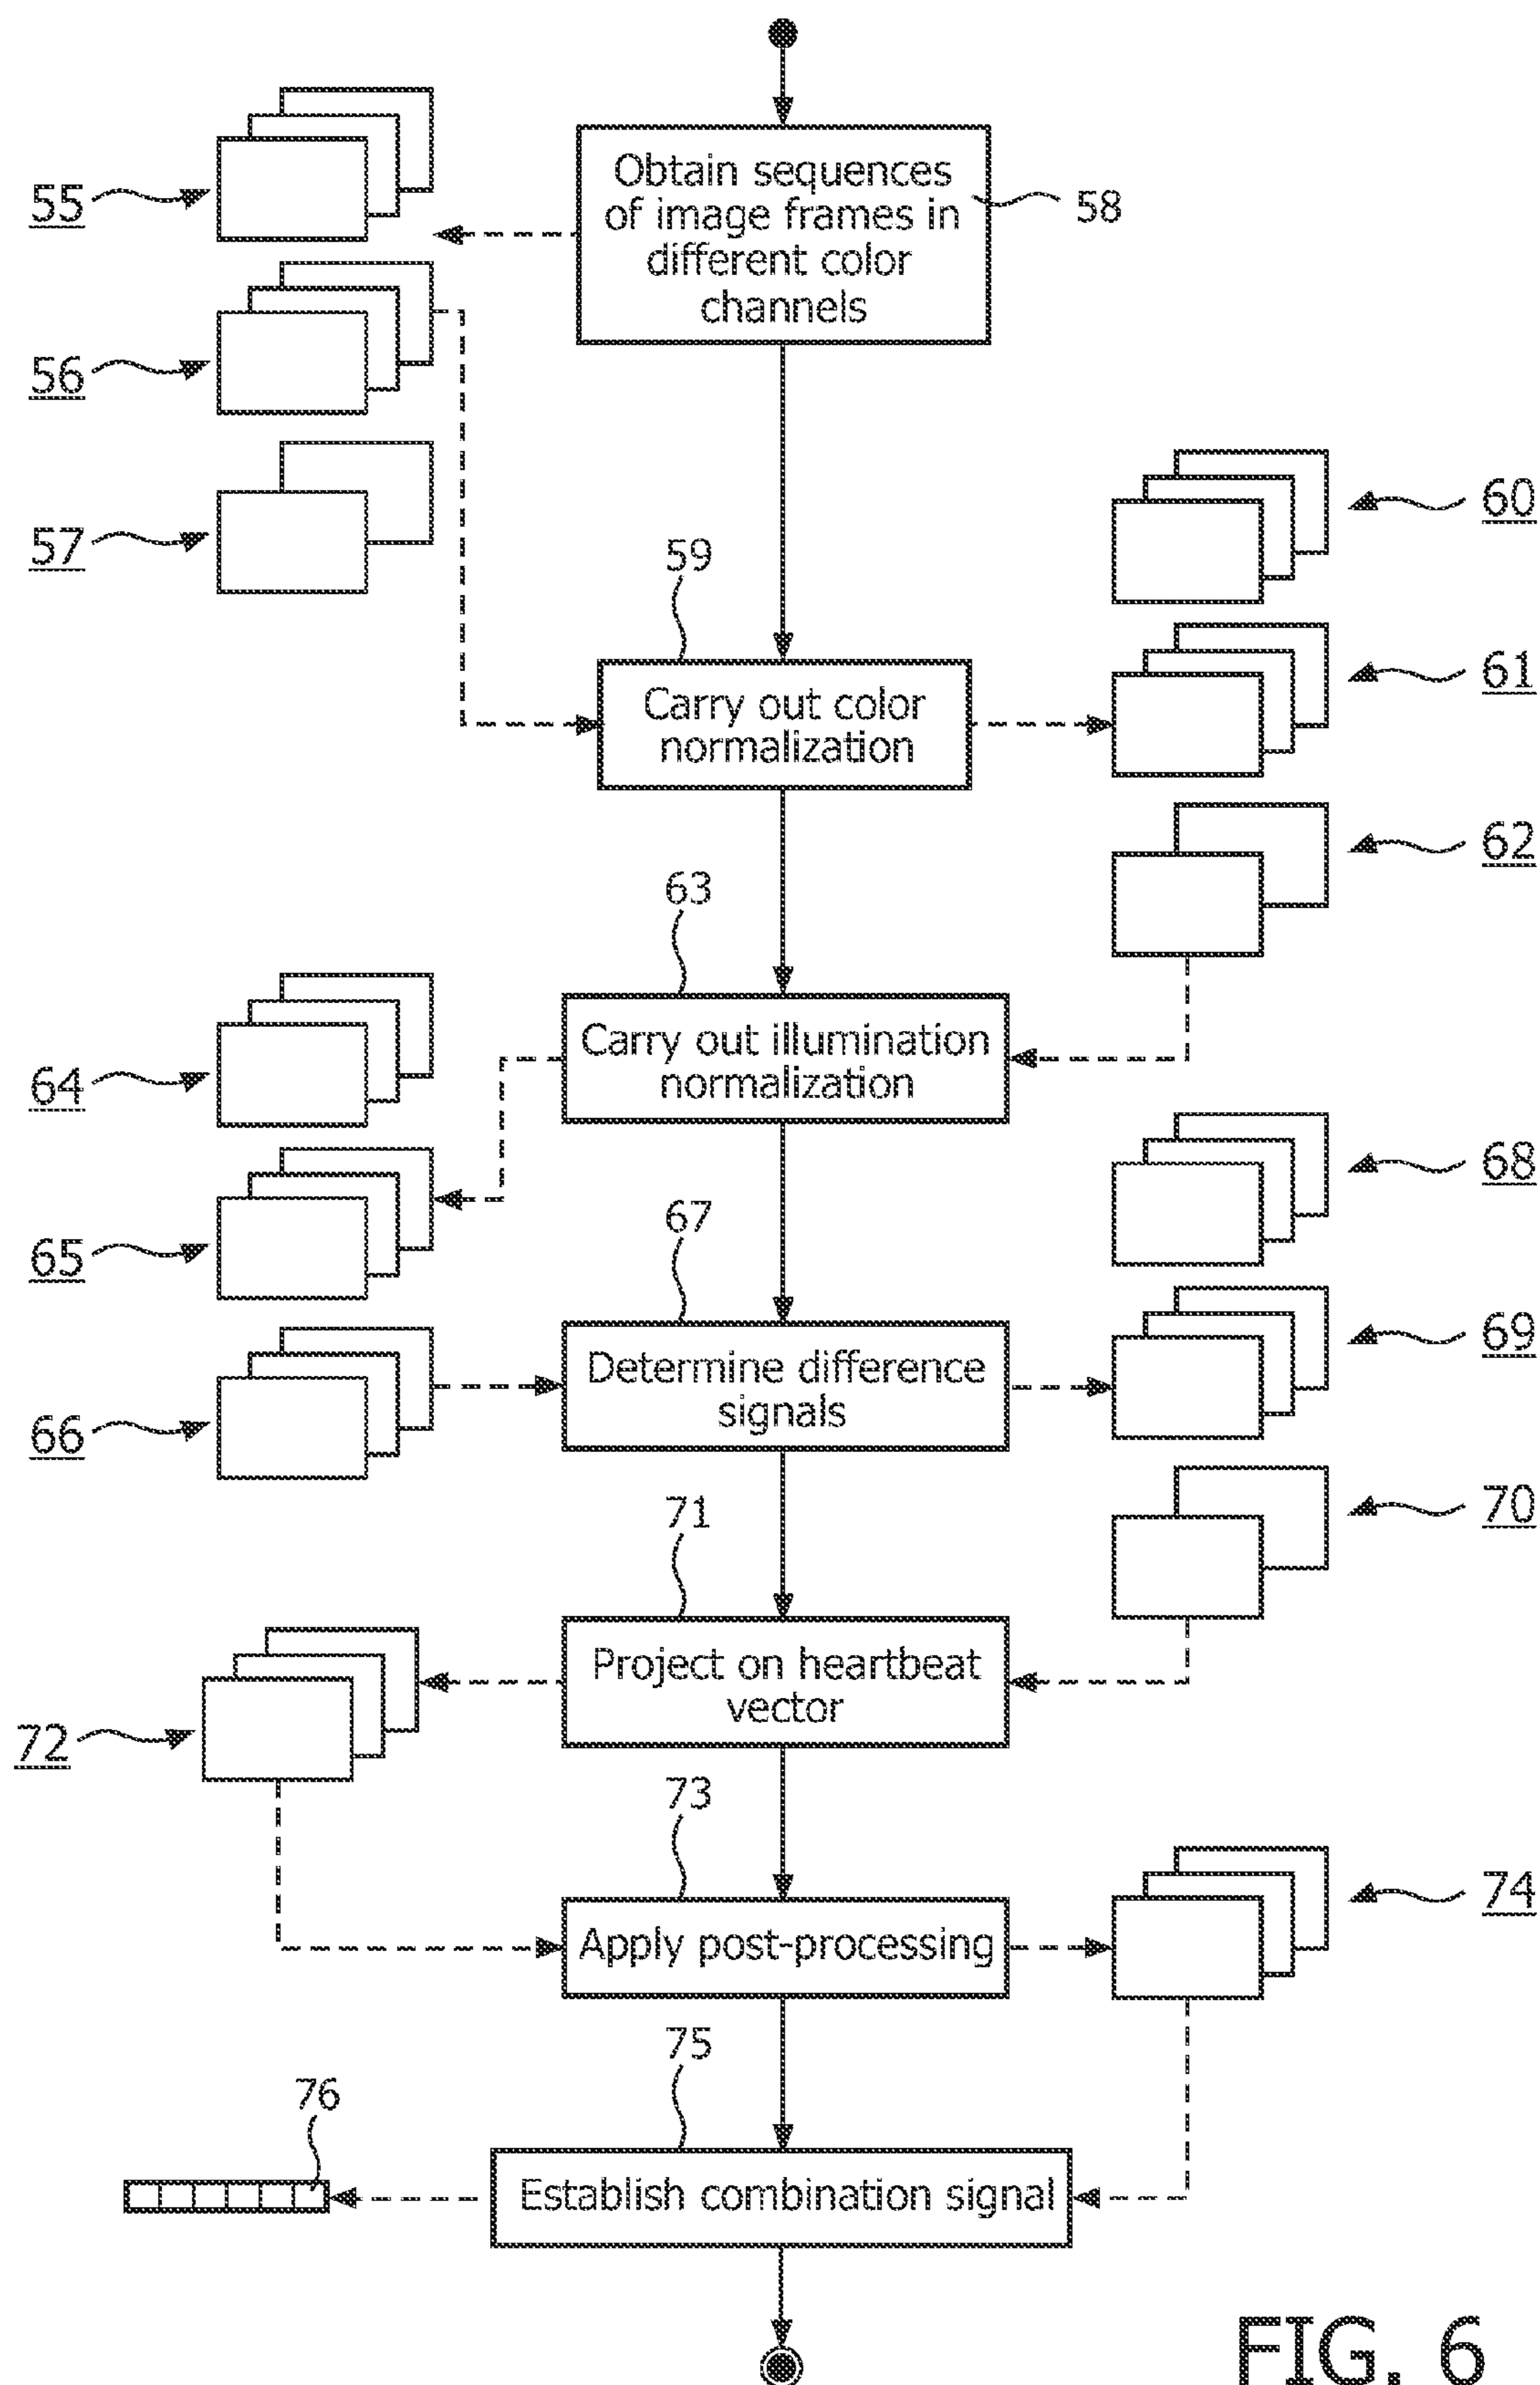 55
Obtain sequences
of image frames in
different color
channels
58
56
57
60
59
61
Carry out color
normalization
62
63
64
Carry out illumination
normalization
68
65
67
69
Determine difference
signals
66
70
71
Project on heartbeat
vector
72
73
74
Apply post-processing
75
76
Establish combination signal
FIG. 6